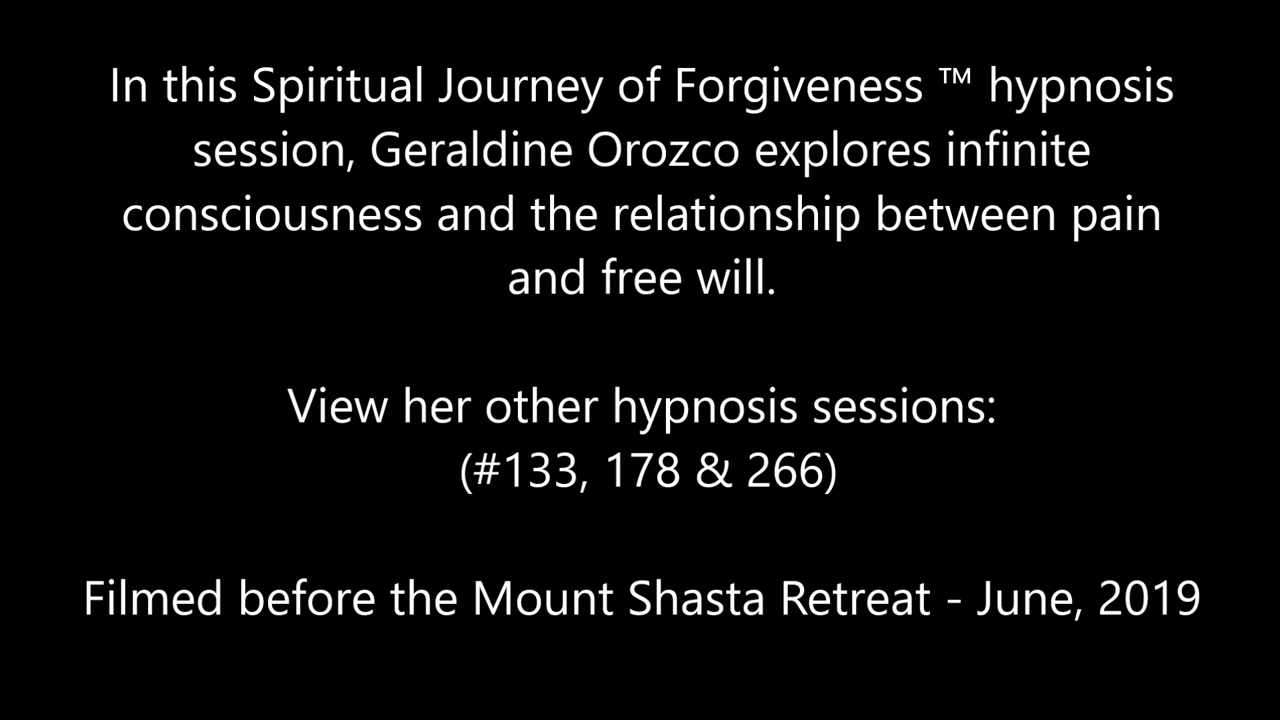 In this Spiritual Journey of Forgiveness ™ hypnosis
session, Geraldine Orozco explores infinite
consciousness and the relationship between pain
and free will.
View her other hypnosis sessions:
(#133, 178 & 266)
Filmed before the Mount Shasta Retreat - June, 2019